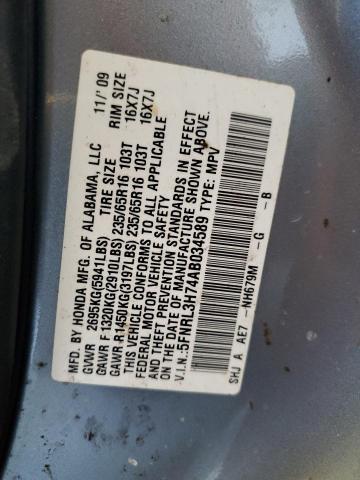 MFD. BY HONDA MFG. OF ALABAMA, LLC 11/'09
GVWR 2695KG(5941LBS) TIRE SIZE RIM SIZE
GAWR F 1320KG(2910LBS) 235/65R16 103T 16X7J
GAWR R 1450KG(3197LBS) 235/65R16 103T 16X7J
THIS VEHICLE CONFORMS TO ALL APPLICABLE
FEDERAL MOTOR VEHICLE SAFETY
AND THEFT PREVENTION STANDARDS IN EFFECT
ON THE DATE OF MANUFACTURE SHOWN ABOVE.
V.I.N.:5FNRL3H74AB034589 TYPE: MPV
SHJ A AE7 -NH679M -G -B